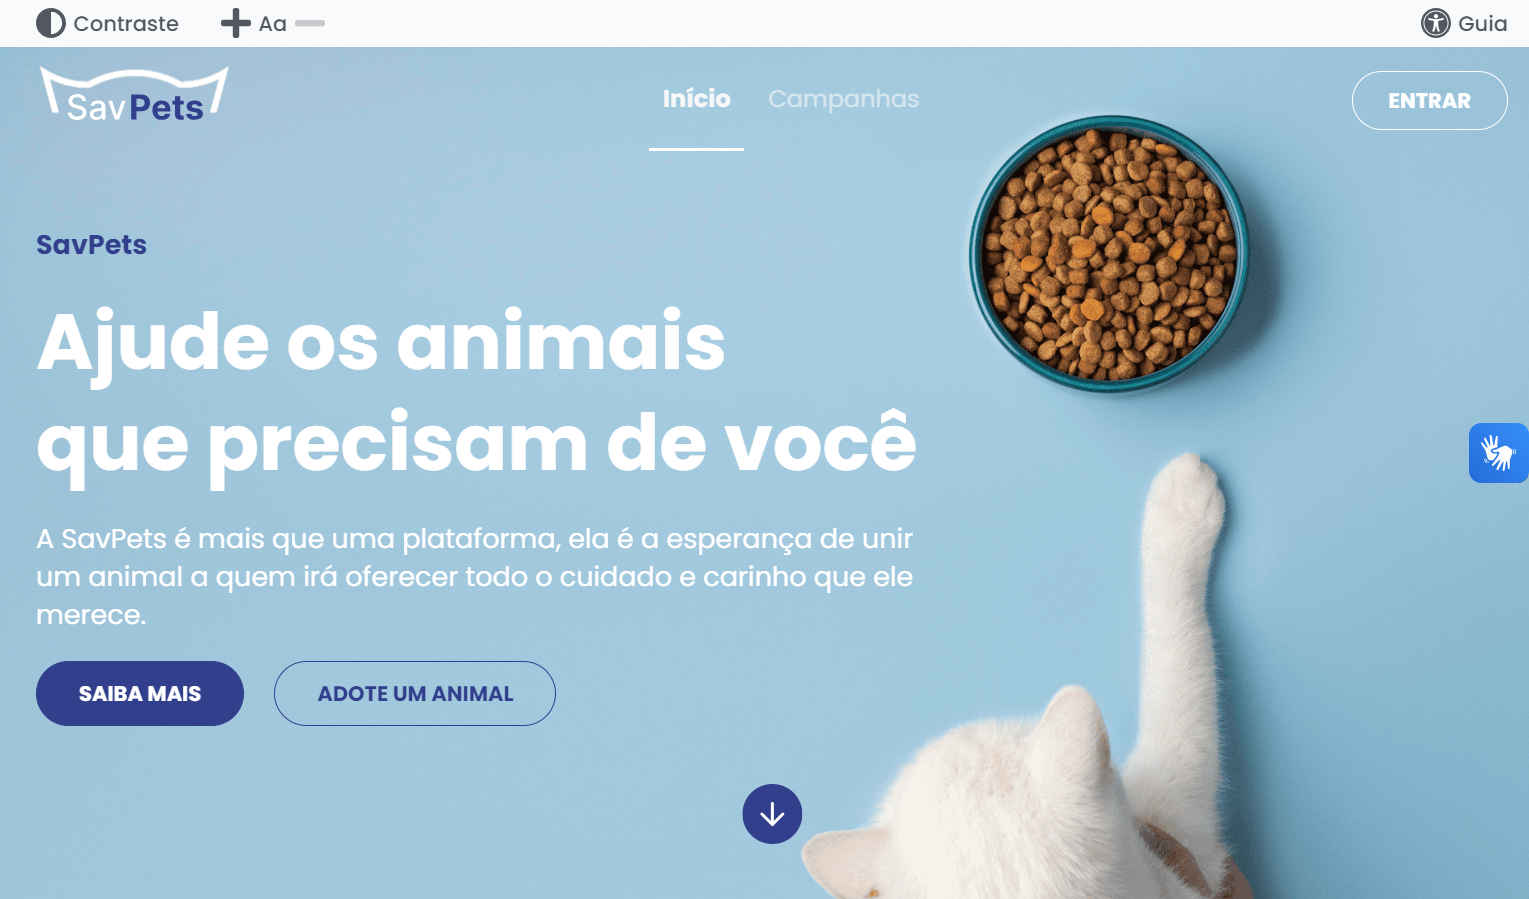 Contraste
Aa
Guia
SavPets
Início
Campanhas
ENTRAR
SavPets
Ajude os animais
que precisam de você
A SavPets é mais que uma plataforma, ela é a esperança de unir
um animal a quem irá oferecer todo o cuidado e carinho que ele
merece.
SAIBA MAIS
ADOTE UM ANIMAL